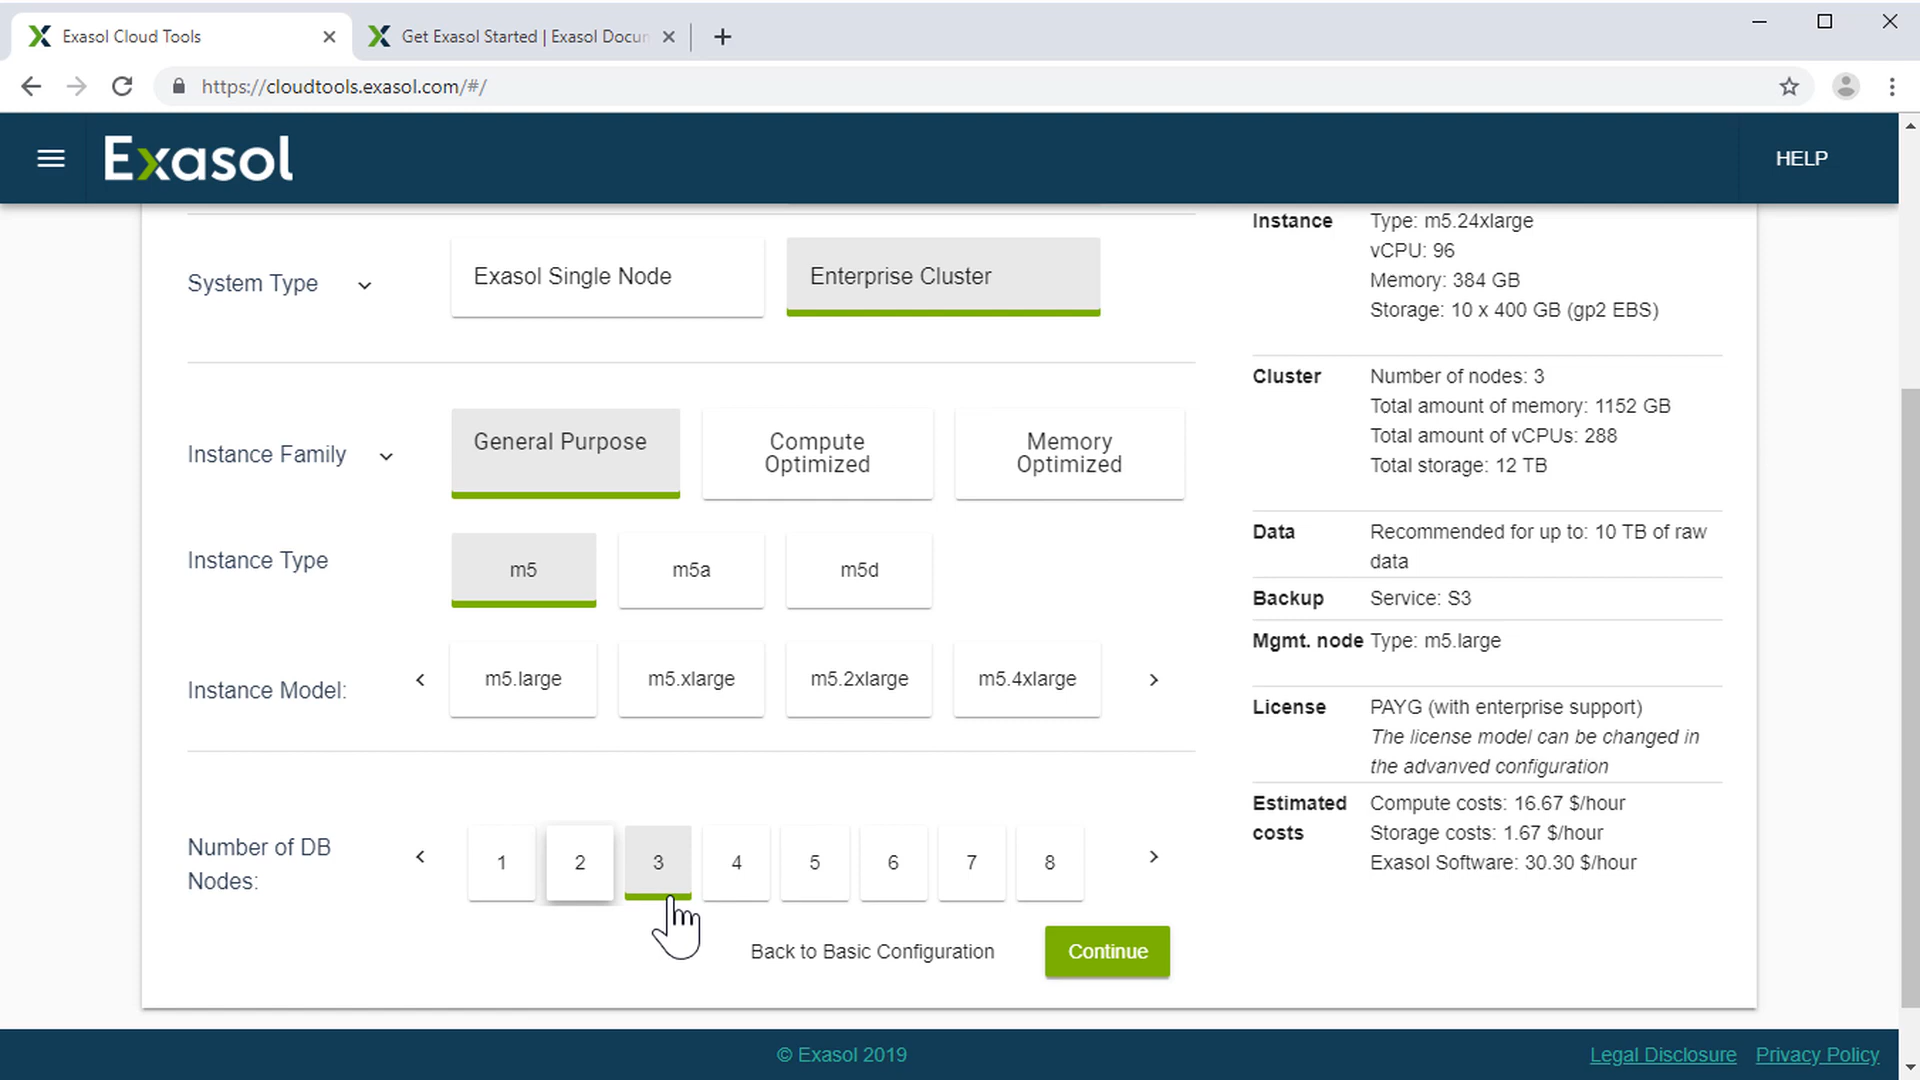 Exasol Cloud Tools
Get Exasol Started | Exasol Docun
https://cloudtools.exasol.com/#/
Exasol
HELP
System Type
Exasol Single Node
Enterprise Cluster
Instance Family
General Purpose
Compute
Optimized
Memory
Optimized
Instance Type
m5
m5a
m5d
Instance Model:
m5.large
m5.xlarge
m5.2xlarge
m5.4xlarge
Number of DB
Nodes:
1
2
3
4
5
6
7
8
Back to Basic Configuration
Continue
Instance
Type: m5.24xlarge
vCPU: 96
Memory: 384 GB
Storage: 10 x 400 GB (gp2 EBS)
Cluster
Number of nodes: 3
Total amount of memory: 1152 GB
Total amount of vCPUs: 288
Total storage: 12 TB
Data
Recommended for up to: 10 TB of raw
data
Backup
Service: S3
Mgmt. node
Type: m5.large
License
PAYG (with enterprise support)
The license model can be changed in
the advanved configuration
Estimated
costs
Compute costs: 16.67 $/hour
Storage costs: 1.67 $/hour
Exasol Software: 30.30 $/hour
© Exasol 2019
Legal Disclosure
Privacy Policy